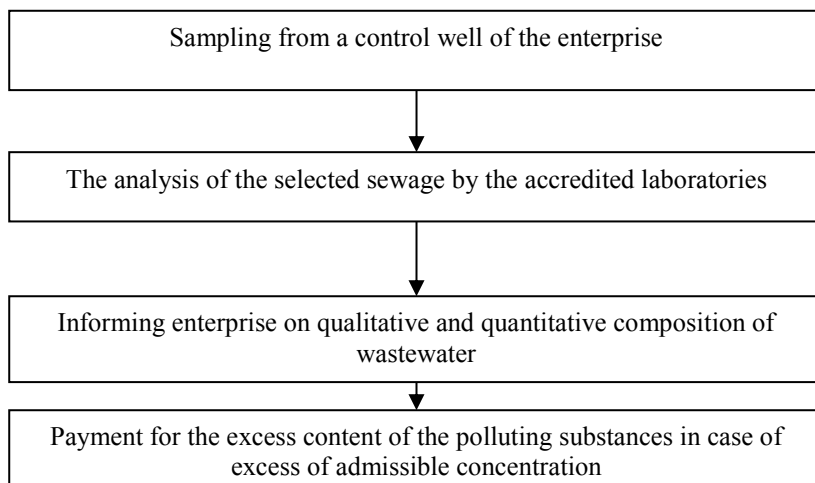 Sampling from a control well of the enterprise
The analysis of the selected sewage by the accredited laboratories
Informing enterprise on qualitative and quantitative composition of
wastewater
Payment for the excess content of the polluting substances in case of
excess of admissible concentration